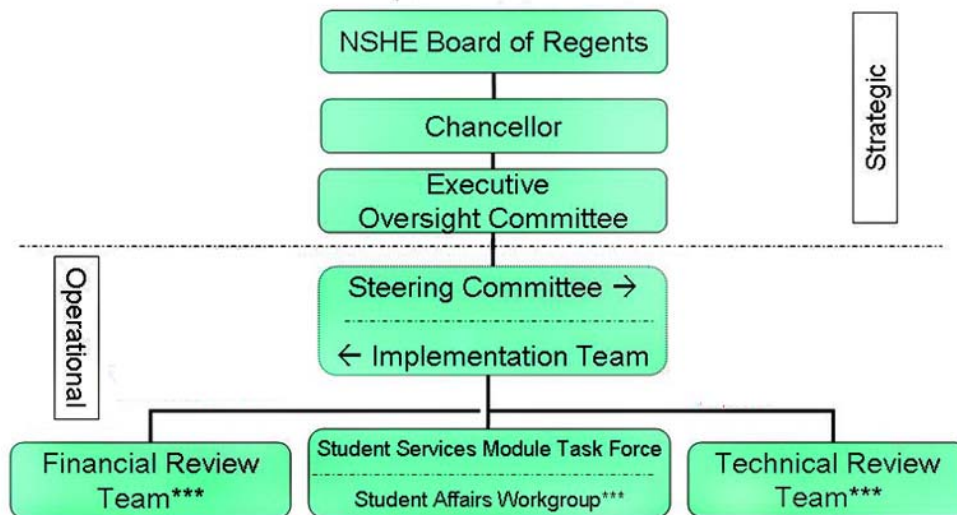 NSHE Board of Regents
Strategic
Chancellor
Executive
Oversight Committee
Operational
Steering Committee →
← Implementation Team
Financial Review
Team***
Student Services Module Task Force
Student Affairs Workgroup***
Technical Review
Team***